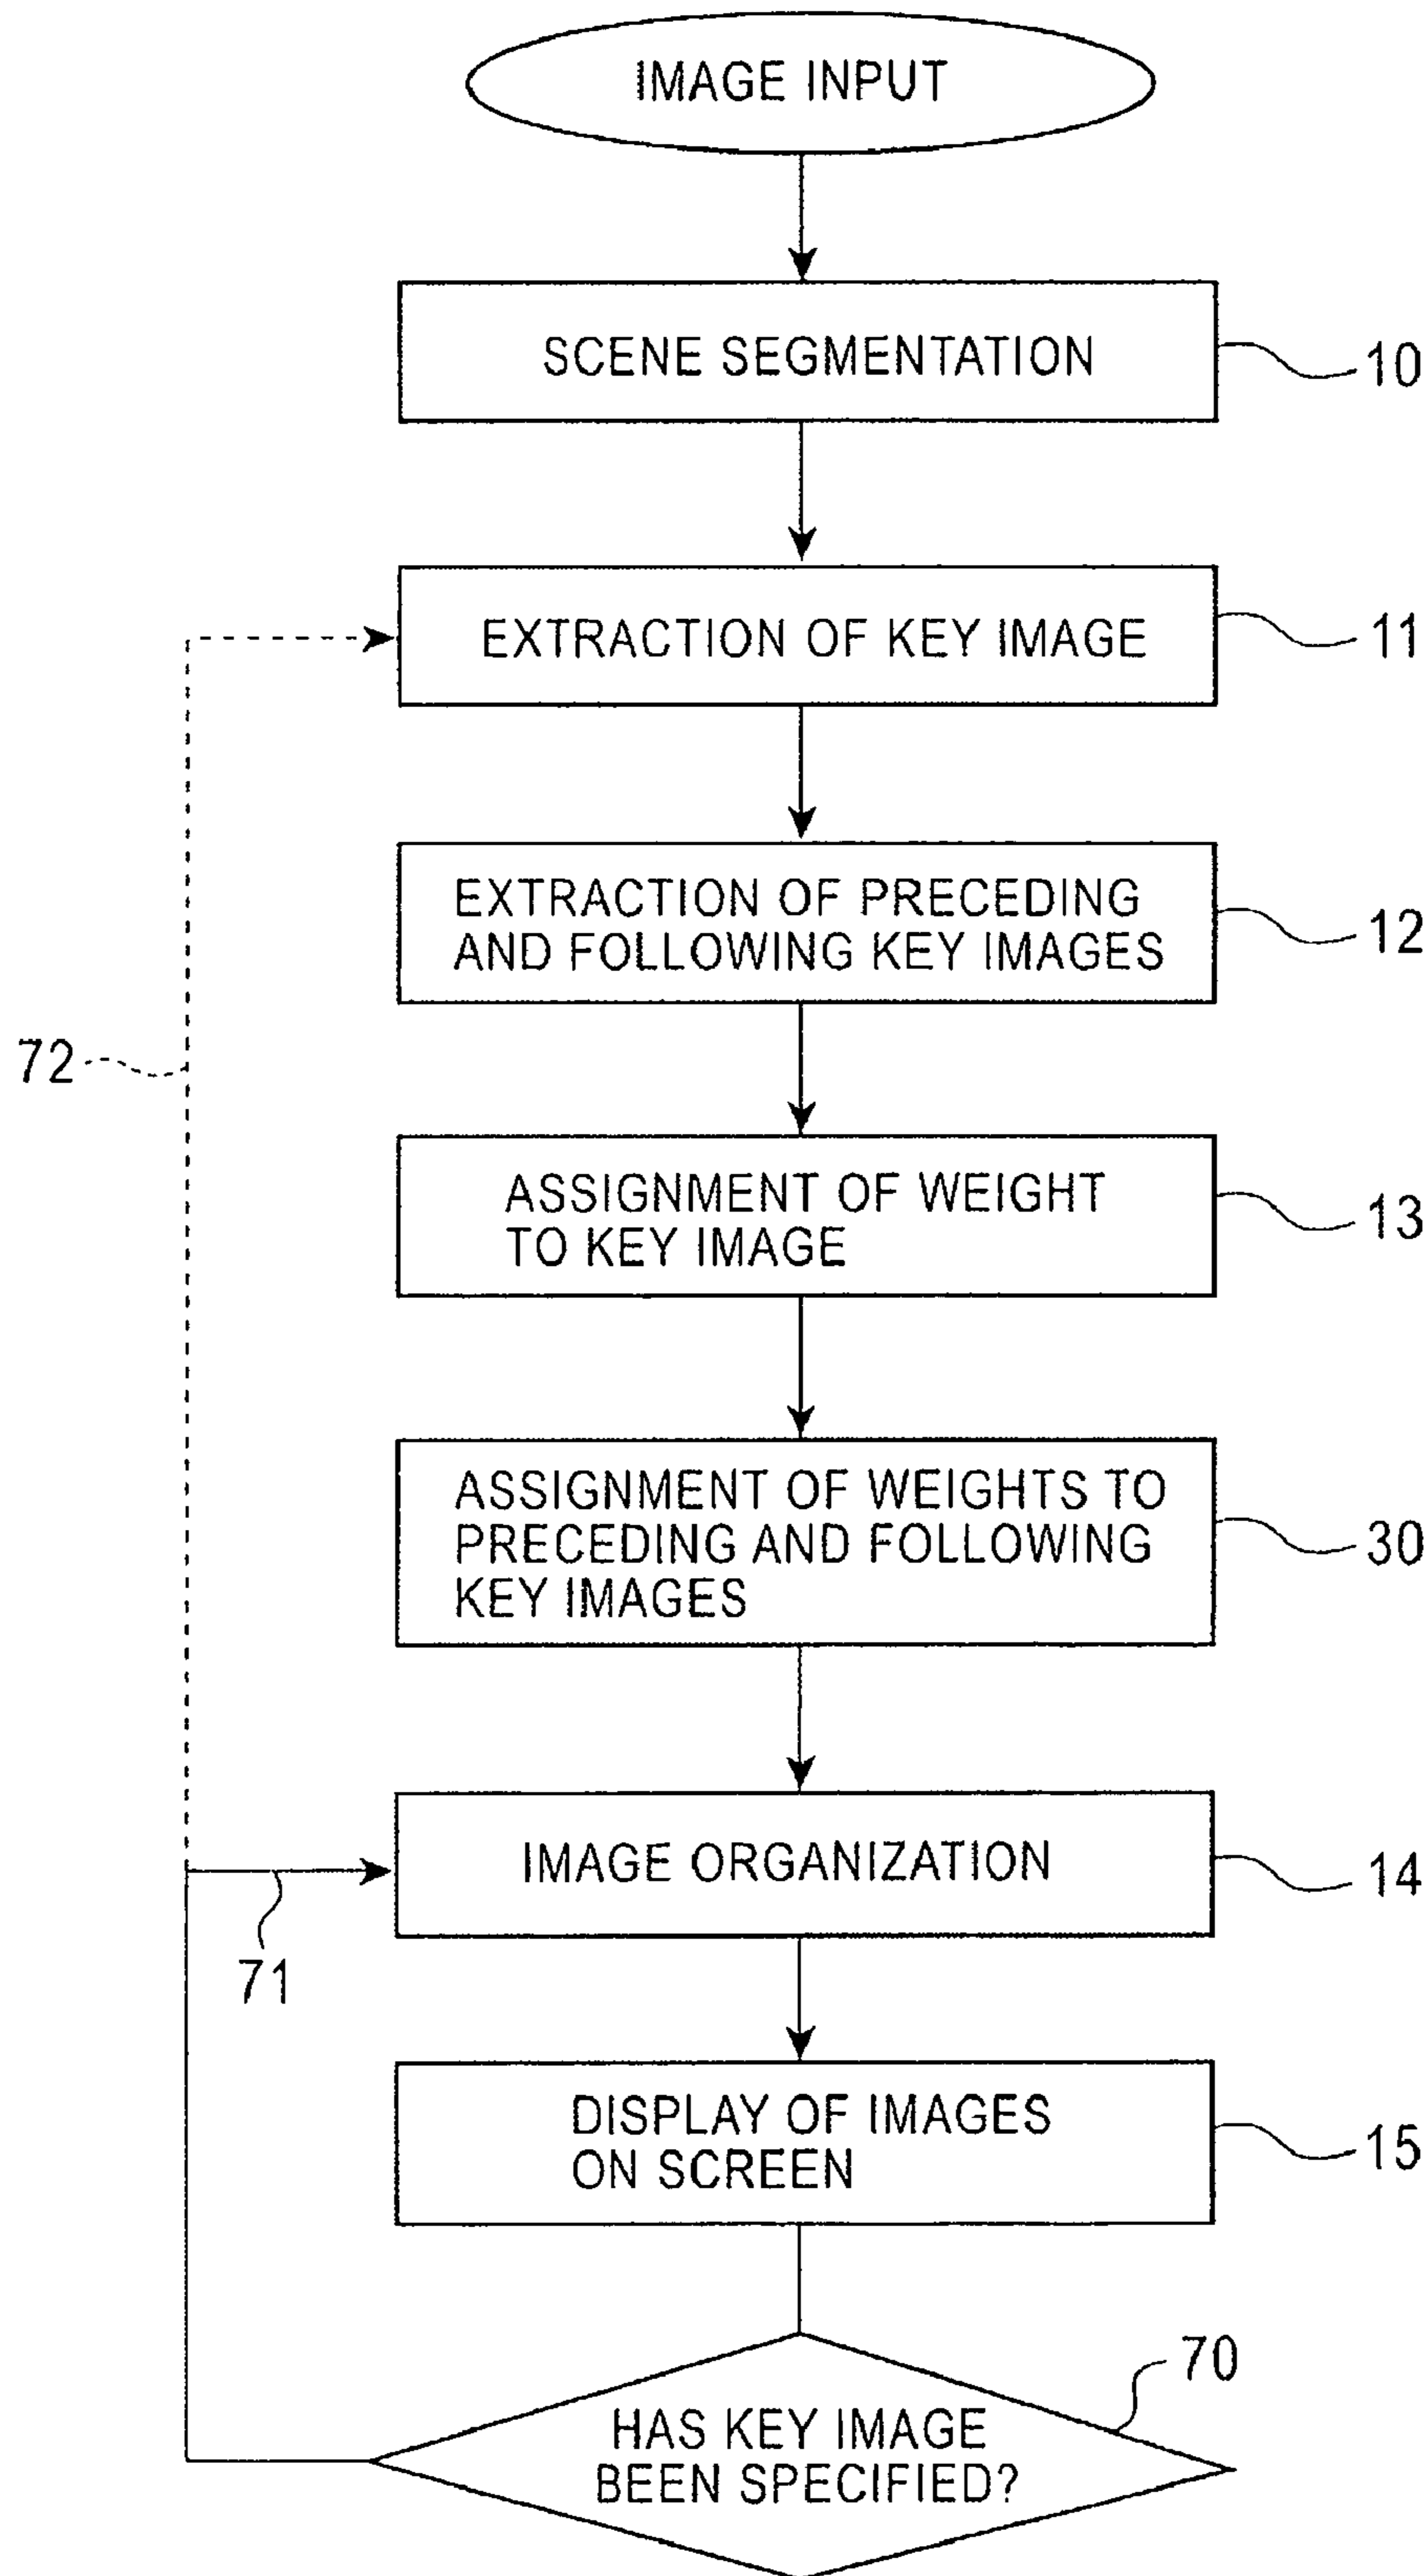 IMAGE INPUT
SCENE SEGMENTATION
10
EXTRACTION OF KEY IMAGE
11
EXTRACTION OF PRECEDING
AND FOLLOWING KEY IMAGES
12
72
ASSIGNMENT OF WEIGHT
TO KEY IMAGE
13
ASSIGNMENT OF WEIGHTS TO
PRECEDING AND FOLLOWING
KEY IMAGES
30
IMAGE ORGANIZATION
14
71
DISPLAY OF IMAGES
ON SCREEN
15
70
HAS KEY IMAGE
BEEN SPECIFIED?